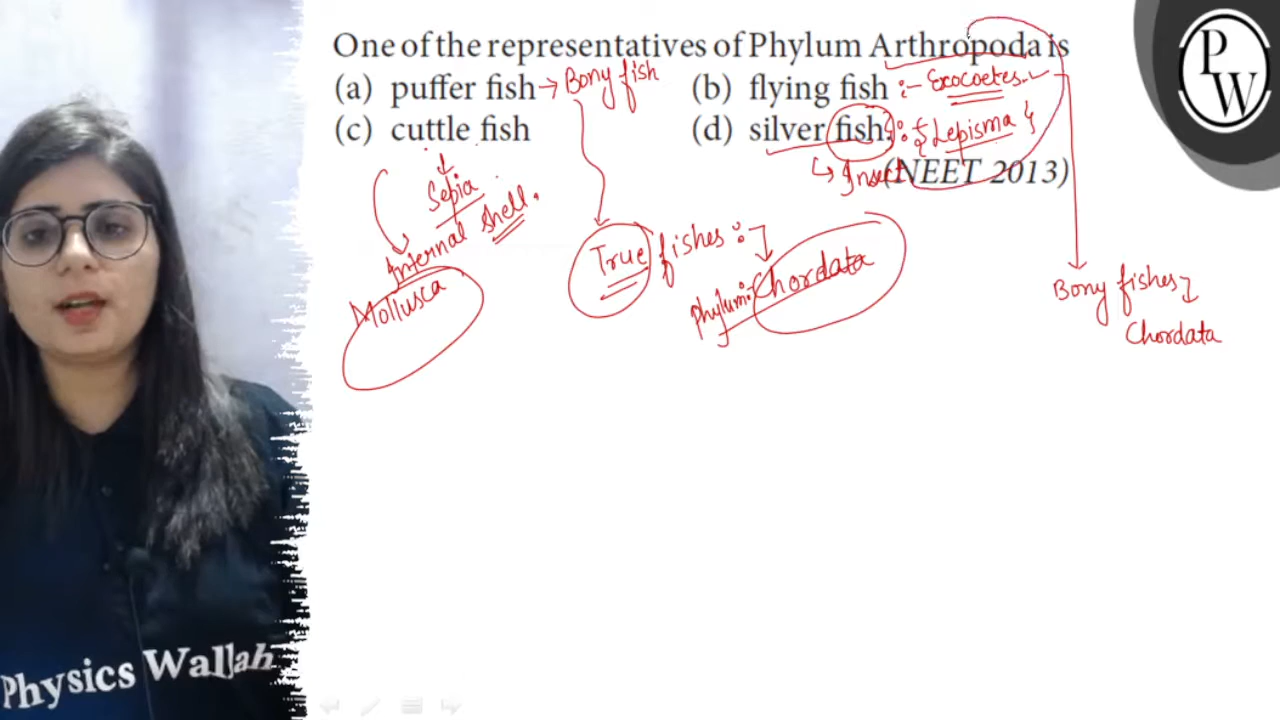 One of the representatives of Phylum Arthropoda is
(a) puffer fish → Bony fish
(b) flying fish :- Exocoetes.
(c) cuttle fish
(d) silver fish. : { Lepisma }
↳ Insect
(NEET 2013)
Sepia
Internal shell.
Mollusca
True fishes :
Phylum: Chordata
Bony fishes
Chordata
PW
Physics Wallah